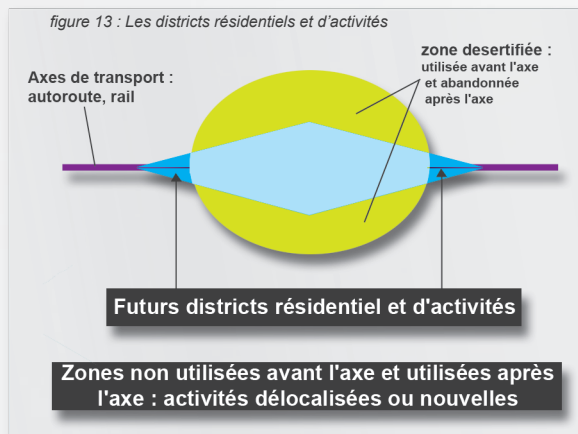 figure 13 : Les districts résidentiels et d'activités
zone desertifiée :
utilisée avant l'axe
et abandonnée
après l'axe
Axes de transport :
autoroute, rail
Futurs districts résidentiel et d'activités
Zones non utilisées avant l'axe et utilisées après
l'axe : activités délocalisées ou nouvelles